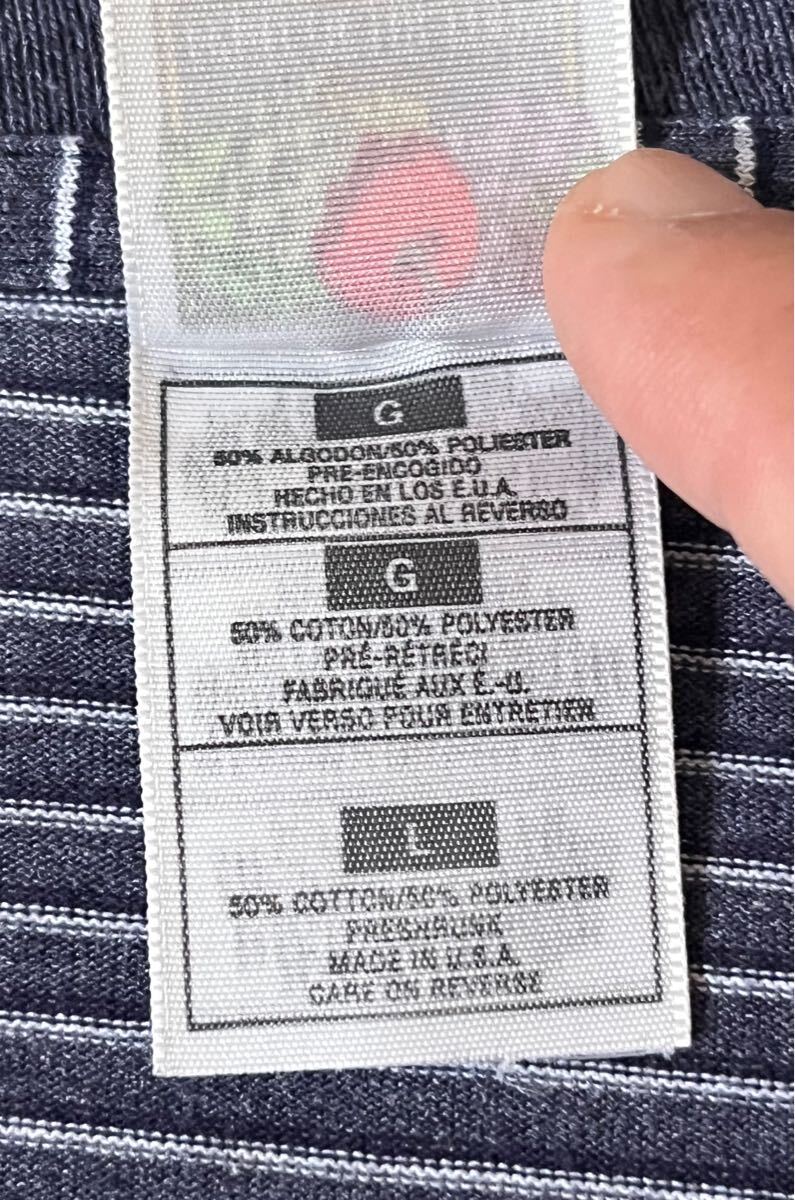 G
50% ALGODON/50% POLIESTER
PRE-ENCOGIDO
HECHO EN LOS E.U.A.
INSTRUCCIONES AL REVERSO
G
50% COTON/50% POLYESTER
PRÉ-RÉTRÉCI
FABRIQUÉ AUX É.-U.
VOIR VERSO POUR ENTRETIEN
L
50% COTTON/50% POLYESTER
PRESHRUNK
MADE IN U.S.A.
CARE ON REVERSE